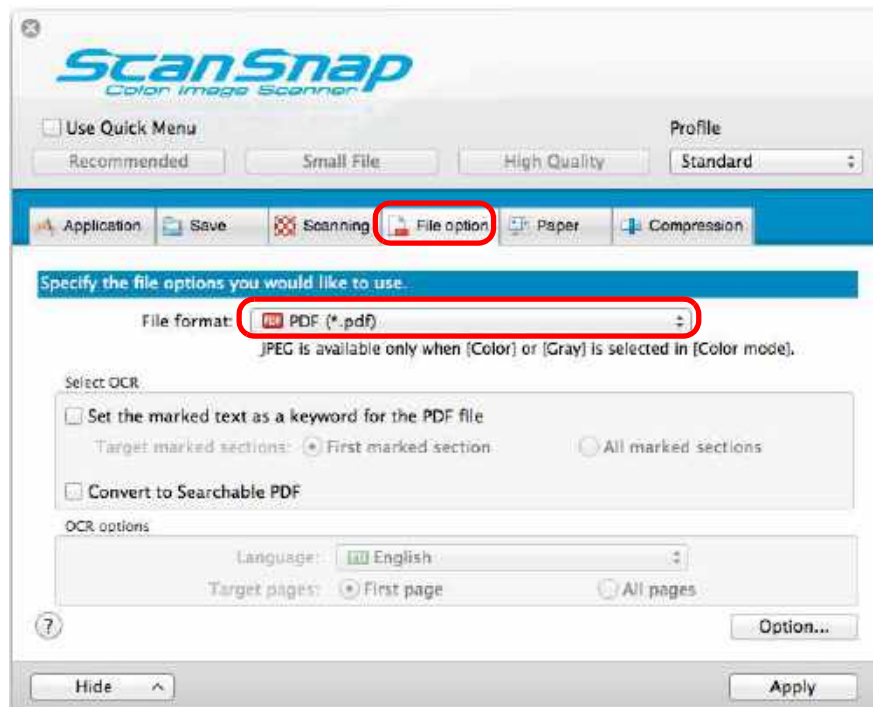 ScanSnap
Color Image Scanner
Use Quick Menu
Profile
Recommended Small File High Quality Standard
Application Save Scanning File option Paper Compression
Specify the file options you would like to use.
File format: PDF PDF (*.pdf)
JPEG is available only when [Color] or [Gray] is selected in [Color mode].
Select OCR
Set the marked text as a keyword for the PDF file
Target marked sections: First marked section All marked sections
Convert to Searchable PDF
OCR options
Language: English
Target pages: First page All pages
? Option...
Hide Apply